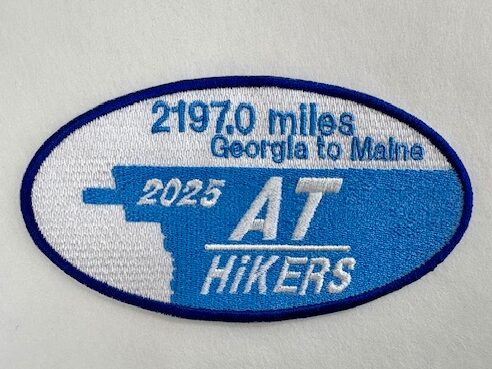 2197.0 miles
Georgia to Maine
2025
AT
HiKERS